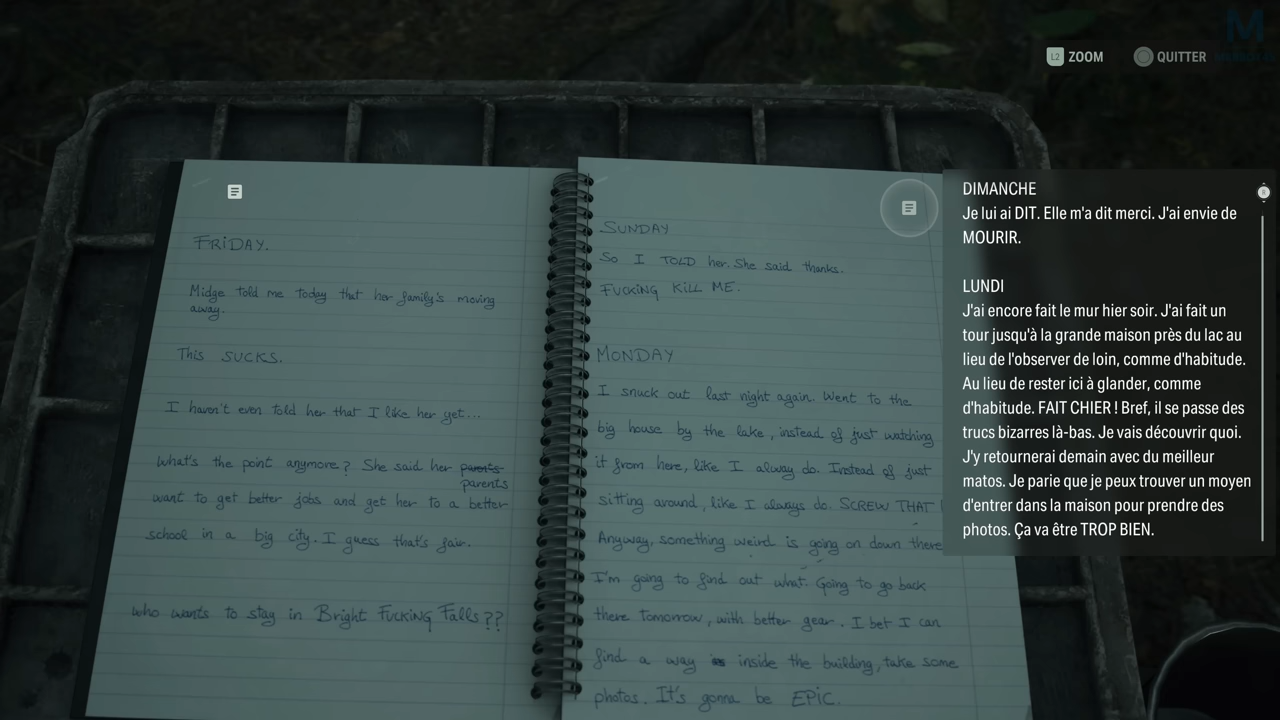 M
L2 ZOOM
QUITTER
FRIDAY.
Midge told me today that her family's moving
away.
This SUCKS.
I haven't even told her that I like her yet...
what's the point anymore? She said her parents
parents
want to get better jobs and get her to a better
school in a big city. I guess that's fair.
who wants to stay in Bright FUCKING Falls??
SUNDAY
So I TOLD her. She said thanks.
FUCKING KILL ME.
MONDAY
I snuck out last night again. Went to the
big house by the lake, instead of just watching
it from here, like I always do. Instead of just
sitting around, like I always do. SCREW THAT!
Anyway, something weird is going on down there
I'm going to find out what. Going to go back
there tomorrow, with better gear. I bet I can
find a way inside the building, take some
photos. It's gonna be EPIC.
DIMANCHE
Je lui ai DIT. Elle m'a dit merci. J'ai envie de
MOURIR.
LUNDI
J'ai encore fait le mur hier soir. J'ai fait un
tour jusqu'à la grande maison près du lac au
lieu de l'observer de loin, comme d'habitude.
Au lieu de rester ici à glander, comme
d'habitude. FAIT CHIER ! Bref, il se passe des
trucs bizarres là-bas. Je vais découvrir quoi.
J'y retournerai demain avec du meilleur
matos. Je parie que je peux trouver un moyen
d'entrer dans la maison pour prendre des
photos. Ça va être TROP BIEN.